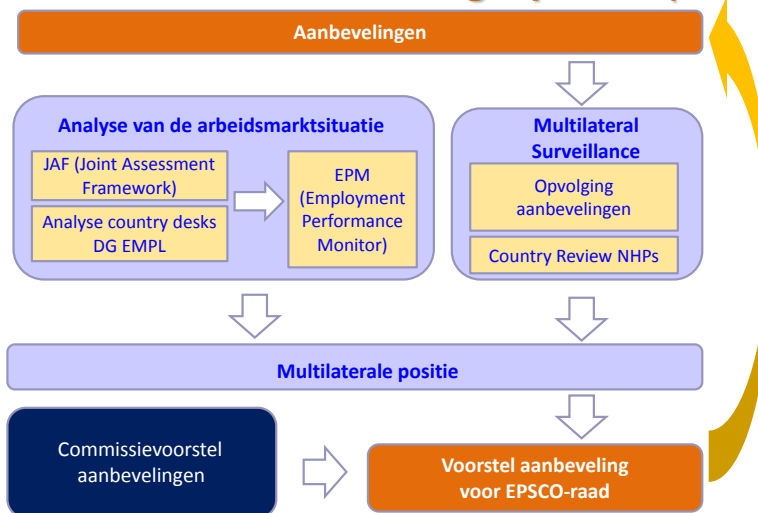 Aanbevelingen
Analyse van de arbeidsmarktsituatie
JAF (Joint Assessment
Framework)
Analyse country desks
DG EMPL
EPM
(Employment
Performance
Monitor)
Multilateral
Surveillance
Opvolging
aanbevelingen
Country Review NHPs
Multilaterale positie
Commissievoorstel
aanbevelingen
Voorstel aanbeveling
voor EPSCO-raad